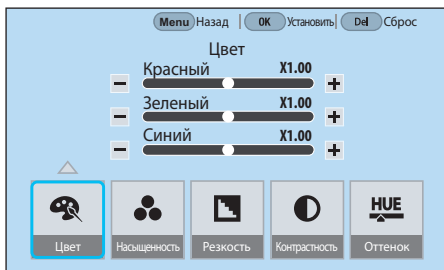 Menu Назад | OK Установить | Del Сброс
Цвет
Красный X1.00
Зеленый X1.00
Синий X1.00
HUE
Цвет Насыщенность Резкость Контрастность Оттенок